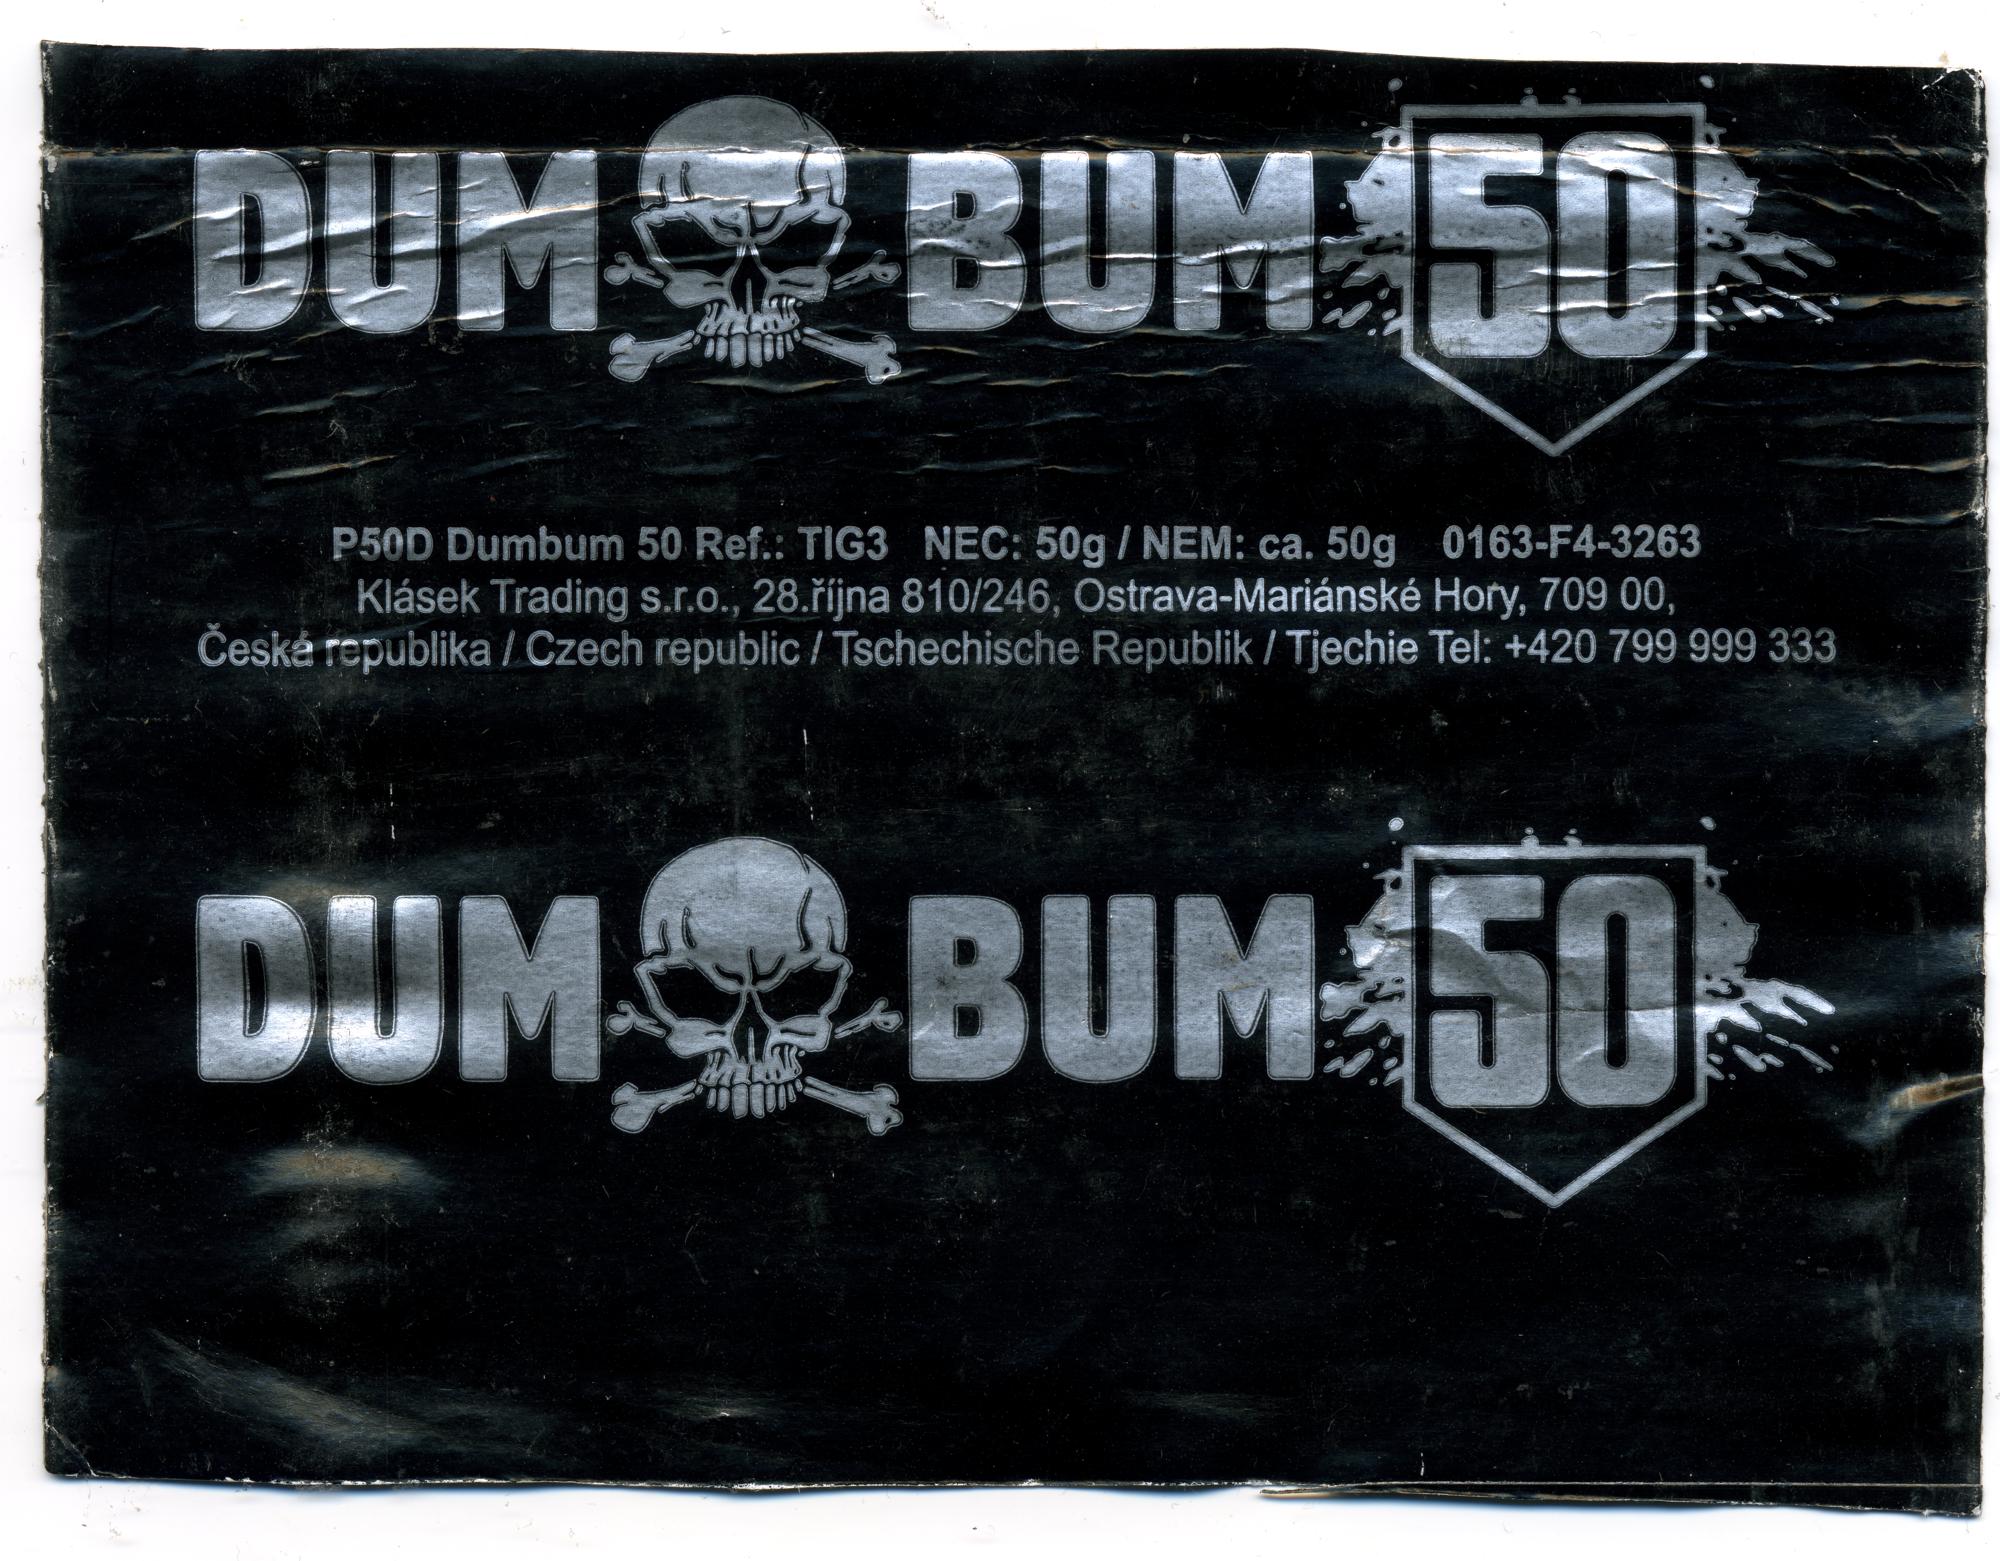 DUM BUM 50
P50D Dumbum 50 Ref.: TIG3 NEC: 50g / NEM: ca. 50g 0163-F4-3263
Klásek Trading s.r.o., 28.října 810/246, Ostrava-Mariánské Hory, 709 00,
Česká republika / Czech republic / Tschechische Republik / Tjechie Tel: +420 799 999 333
DUM BUM 50